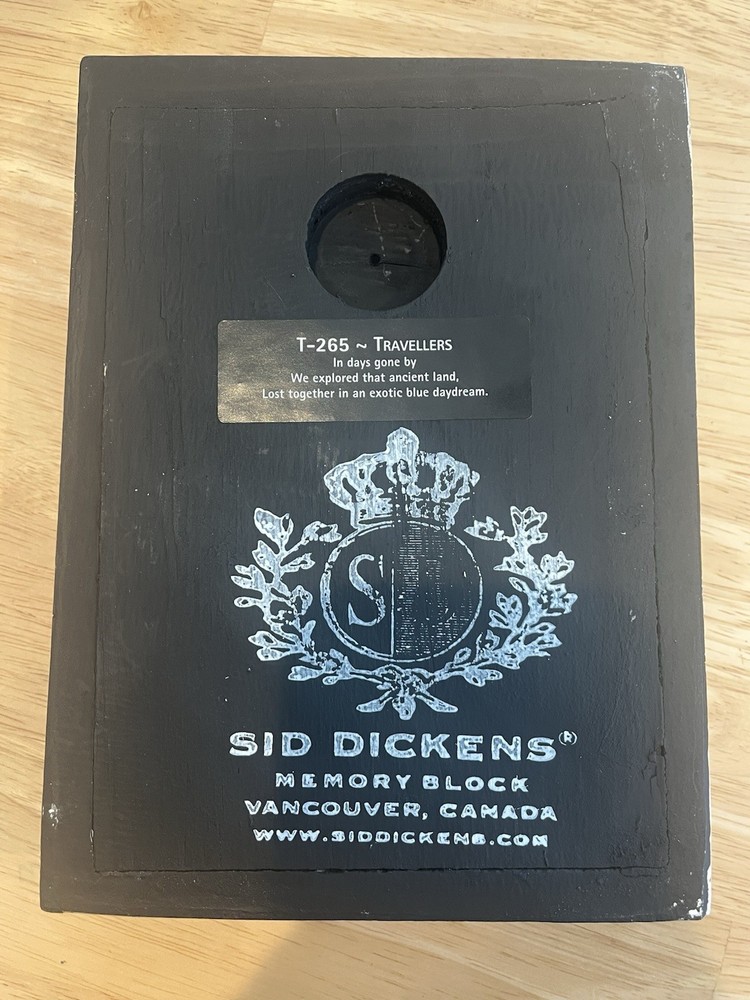 T-265 ~ TRAVELLERS
In days gone by
We explored that ancient land,
Lost together in an exotic blue daydream.
S
SID DICKENS®
MEMORY BLOCK
VANCOUVER, CANADA
WWW.SIDDICKENS.COM